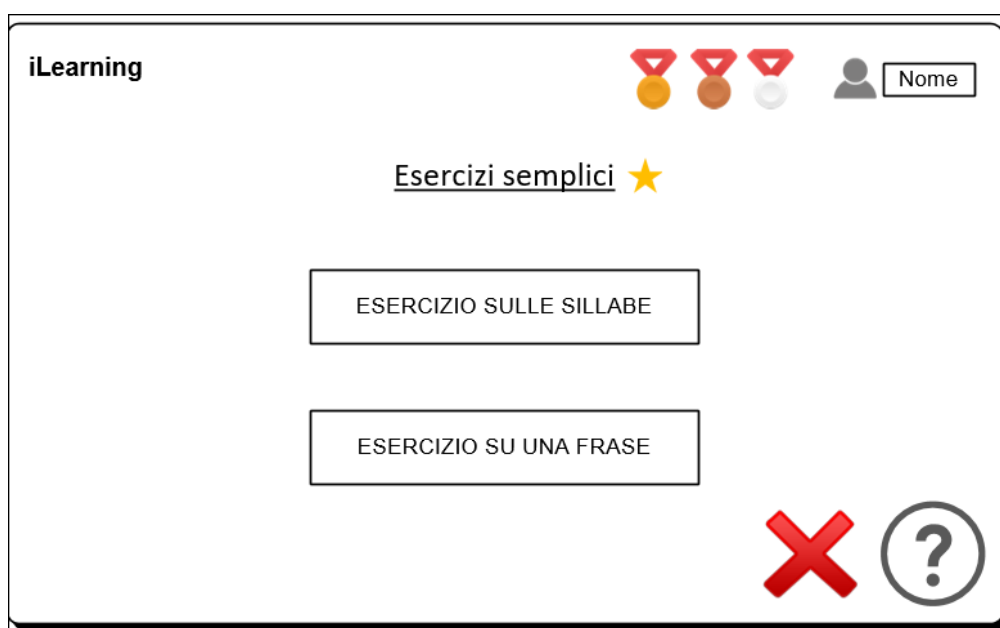 iLearning
Nome
Esercizi semplici
ESERCIZIO SULLE SILLABE
ESERCIZIO SU UNA FRASE
?